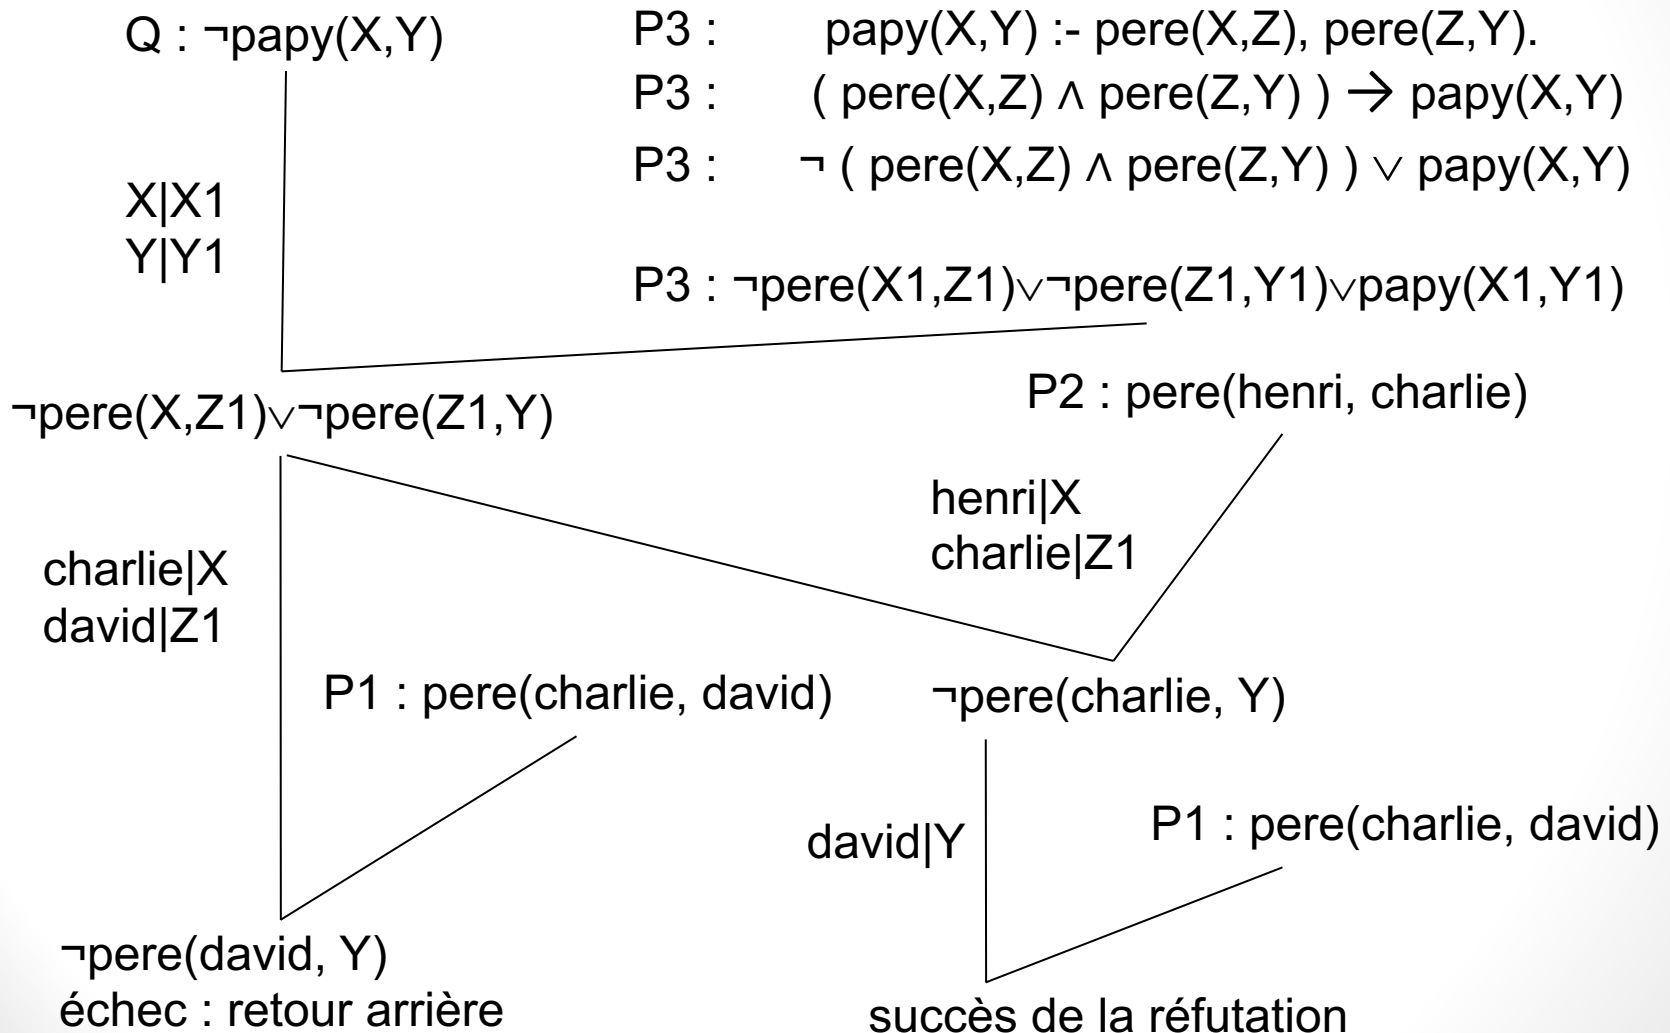 Q : ¬papy(X,Y)
P3 : papy(X,Y) :- pere(X,Z), pere(Z,Y).
P3 : ( pere(X,Z) ∧ pere(Z,Y) ) → papy(X,Y)
P3 : ¬ ( pere(X,Z) ∧ pere(Z,Y) ) ∨ papy(X,Y)
X|X1
Y|Y1
P3 : ¬pere(X1,Z1)∨¬pere(Z1,Y1)∨papy(X1,Y1)
¬pere(X,Z1)∨¬pere(Z1,Y)
P2 : pere(henri, charlie)
henri|X
charlie|Z1
charlie|X
david|Z1
P1 : pere(charlie, david)
¬pere(charlie, Y)
david|Y
P1 : pere(charlie, david)
¬pere(david, Y)
échec : retour arrière
succès de la réfutation